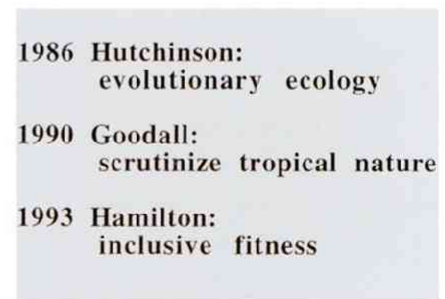 1986 Hutchinson:
evolutionary ecology
1990 Goodall:
scrutinize tropical nature
1993 Hamilton:
inclusive fitness